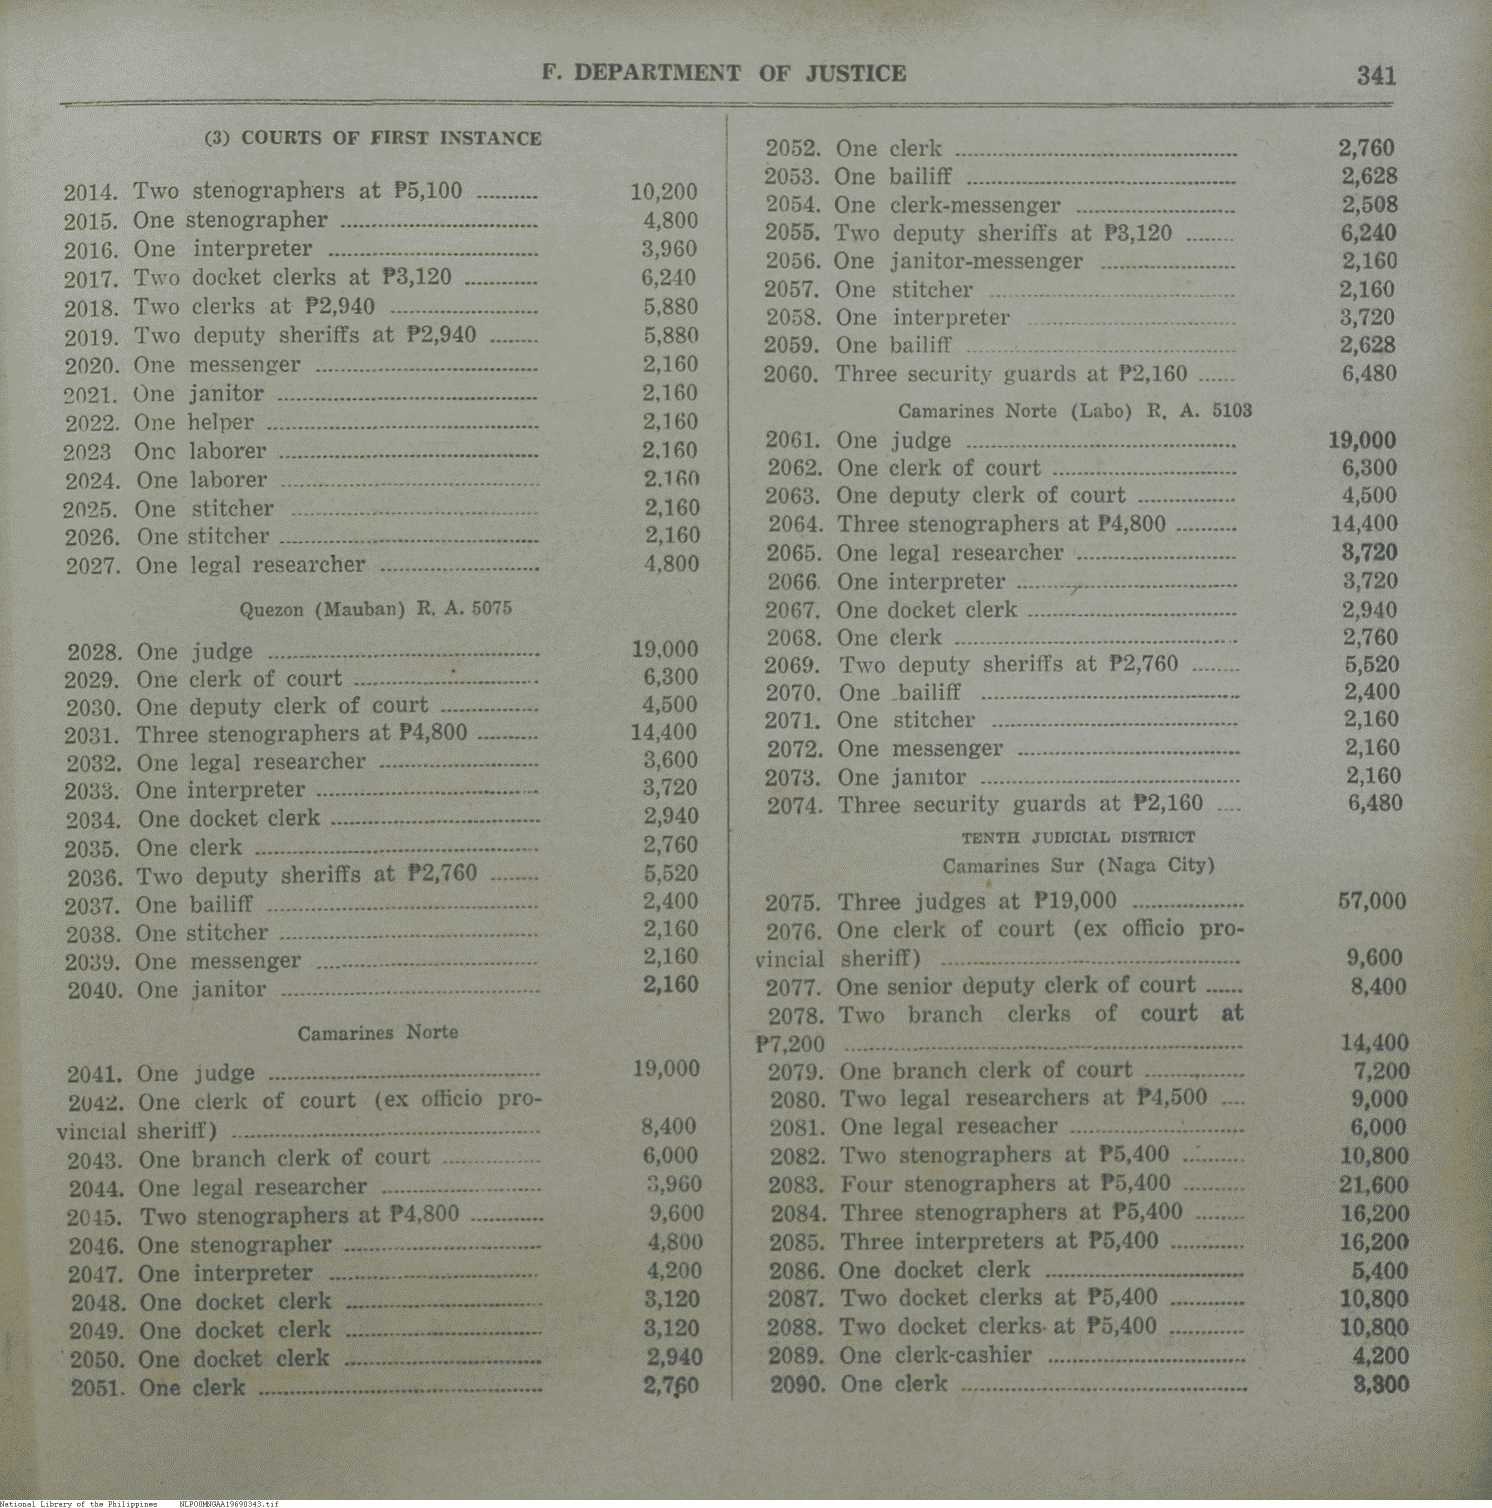 F. DEPARTMENT OF JUSTICE 341
(3) COURTS OF FIRST INSTANCE
2014. Two stenographers at ₱5,100 .......... 10,200
2015. One stenographer .......... 4,800
2016. One interpreter .......... 3,960
2017. Two docket clerks at ₱3,120 .......... 6,240
2018. Two clerks at ₱2,940 .......... 5,880
2019. Two deputy sheriffs at ₱2,940 ........ 5,880
2020. One messenger .......... 2,160
2021. One janitor .......... 2,160
2022. One helper .......... 2,160
2023 One laborer .......... 2,160
2024. One laborer .......... 2,160
2025. One stitcher .......... 2,160
2026. One stitcher .......... 2,160
2027. One legal researcher .......... 4,800
Quezon (Mauban) R. A. 5075
2028. One judge .......... 19,000
2029. One clerk of court .......... 6,300
2030. One deputy clerk of court .......... 4,500
2031. Three stenographers at ₱4,800 .......... 14,400
2032. One legal researcher .......... 3,600
2033. One interpreter .......... 3,720
2034. One docket clerk .......... 2,940
2035. One clerk .......... 2,760
2036. Two deputy sheriffs at ₱2,760 ........ 5,520
2037. One bailiff .......... 2,400
2038. One stitcher .......... 2,160
2039. One messenger .......... 2,160
2040. One janitor .......... 2,160
Camarines Norte
2041. One judge .......... 19,000
2042. One clerk of court (ex officio pro-
vincial sheriff) .......... 8,400
2043. One branch clerk of court .......... 6,000
2044. One legal researcher .......... 3,960
2045. Two stenographers at ₱4,800 .......... 9,600
2046. One stenographer .......... 4,800
2047. One interpreter .......... 4,200
2048. One docket clerk .......... 3,120
2049. One docket clerk .......... 3,120
2050. One docket clerk .......... 2,940
2051. One clerk .......... 2,760
2052. One clerk .......... 2,760
2053. One bailiff .......... 2,628
2054. One clerk-messenger .......... 2,508
2055. Two deputy sheriffs at ₱3,120 ........ 6,240
2056. One janitor-messenger .......... 2,160
2057. One stitcher .......... 2,160
2058. One interpreter .......... 3,720
2059. One bailiff .......... 2,628
2060. Three security guards at ₱2,160 ...... 6,480
Camarines Norte (Labo) R. A. 5103
2061. One judge .......... 19,000
2062. One clerk of court .......... 6,300
2063. One deputy clerk of court .......... 4,500
2064. Three stenographers at ₱4,800 .......... 14,400
2065. One legal researcher .......... 3,720
2066. One interpreter .......... 3,720
2067. One docket clerk .......... 2,940
2068. One clerk .......... 2,760
2069. Two deputy sheriffs at ₱2,760 ........ 5,520
2070. One bailiff .......... 2,400
2071. One stitcher .......... 2,160
2072. One messenger .......... 2,160
2073. One janitor .......... 2,160
2074. Three security guards at ₱2,160 .... 6,480
TENTH JUDICIAL DISTRICT
Camarines Sur (Naga City)
2075. Three judges at ₱19,000 .......... 57,000
2076. One clerk of court (ex officio pro-
vincial sheriff) .......... 9,600
2077. One senior deputy clerk of court ...... 8,400
2078. Two branch clerks of court at
₱7,200 .......... 14,400
2079. One branch clerk of court .......... 7,200
2080. Two legal researchers at ₱4,500 .... 9,000
2081. One legal reseacher .......... 6,000
2082. Two stenographers at ₱5,400 .......... 10,800
2083. Four stenographers at ₱5,400 .......... 21,600
2084. Three stenographers at ₱5,400 ........ 16,200
2085. Three interpreters at ₱5,400 .......... 16,200
2086. One docket clerk .......... 5,400
2087. Two docket clerks at ₱5,400 .......... 10,800
2088. Two docket clerks at ₱5,400 .......... 10,800
2089. One clerk-cashier .......... 4,200
2090. One clerk .......... 3,300
National Library of the Philippines NLPOOMNGAA19690343.tif